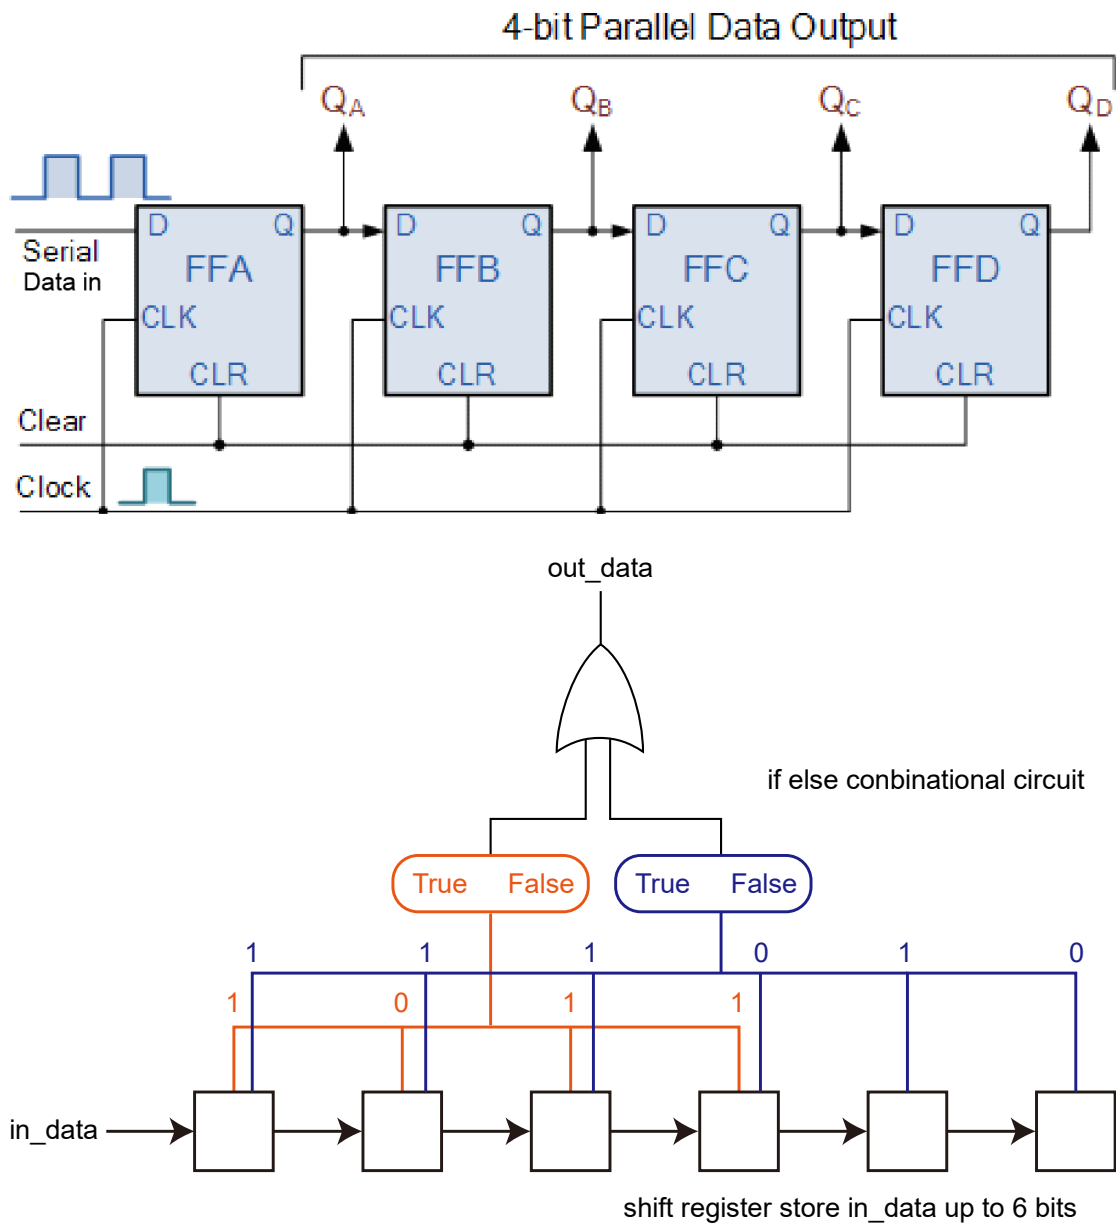 4-bit Parallel Data Output
QA QB QC QD
D Q D Q D Q D Q
Serial
Data in
FFA FFB FFC FFD
CLK CLK CLK CLK
CLR CLR CLR CLR
Clear
Clock
out_data
if else conbinational circuit
True False True False
1 1 1 0 1 0
1 0 1 1
in_data
shift register store in_data up to 6 bits